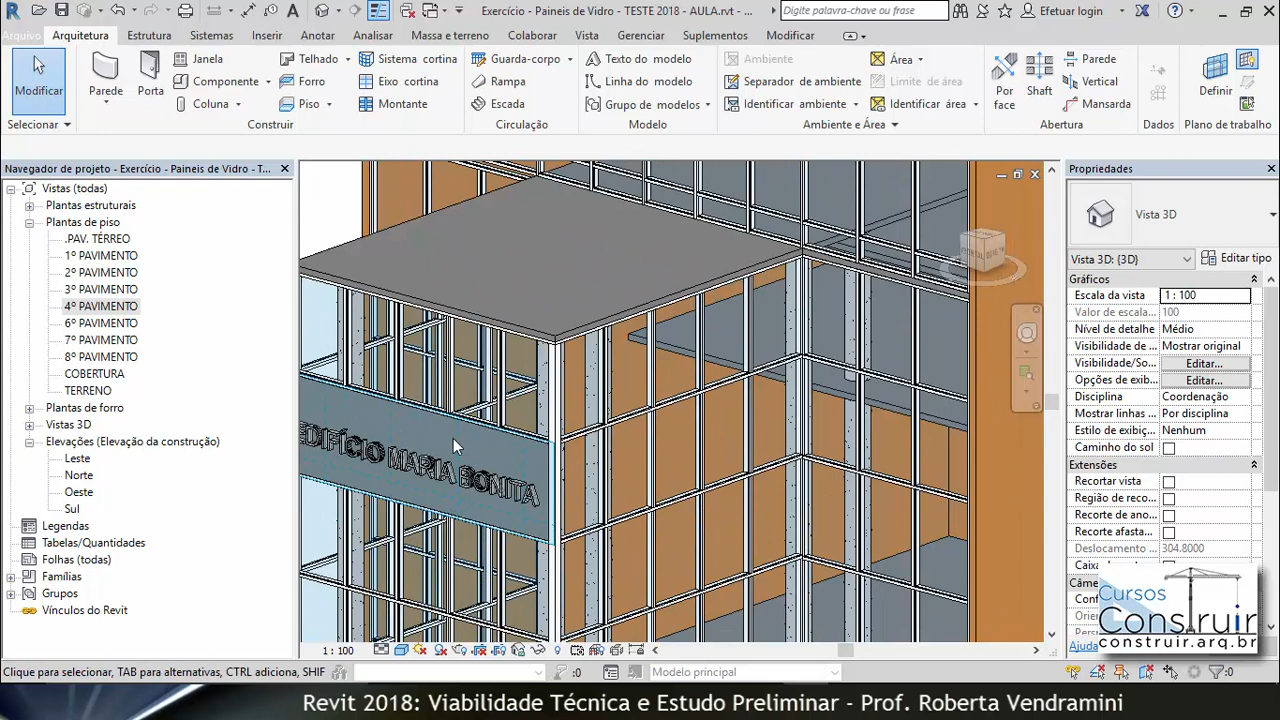 Exercício - Paineis de Vidro - TESTE 2018 - AULA.rvt - ...
Digite palavra-chave ou frase
Efetuar login
Arquivo
Arquitetura
Estrutura
Sistemas
Inserir
Anotar
Analisar
Massa e terreno
Colaborar
Vista
Gerenciar
Suplementos
Modificar
Modificar
Selecionar
Parede
Porta
Janela
Componente
Coluna
Telhado
Forro
Piso
Sistema cortina
Eixo cortina
Montante
Construir
Guarda-corpo
Rampa
Escada
Circulação
Texto do modelo
Linha do modelo
Grupo de modelos
Modelo
Ambiente
Separador de ambiente
Identificar ambiente
Área
Limite de área
Identificar área
Ambiente e Área
Por face
Shaft
Parede
Vertical
Mansarda
Abertura
Dados
Definir
Plano de trabalho
Navegador de projeto - Exercício - Paineis de Vidro - T...
Vistas (todas)
Plantas estruturais
Plantas de piso
.PAV. TÉRREO
1º PAVIMENTO
2º PAVIMENTO
3º PAVIMENTO
4º PAVIMENTO
6º PAVIMENTO
7º PAVIMENTO
8º PAVIMENTO
COBERTURA
TERRENO
Plantas de forro
Vistas 3D
Elevações (Elevação da construção)
Leste
Norte
Oeste
Sul
Legendas
Tabelas/Quantidades
Folhas (todas)
Famílias
Grupos
Vínculos do Revit
EDIFÍCIO MARIA BONITA
Propriedades
Vista 3D
Vista 3D: {3D}
Editar tipo
Gráficos
Escala da vista 1 : 100
Valor de escala... 100
Nível de detalhe Médio
Visibilidade de ... Mostrar original
Visibilidade/So... Editar...
Opções de exib... Editar...
Disciplina Coordenação
Mostrar linhas ... Por disciplina
Estilo de exibiç... Nenhum
Caminho do sol
Extensões
Recortar vista
Região de reco...
Recorte de ano...
Recorte afasta...
Deslocamento ... 304.8000
Ajuda
Cursos
Construir
construir.arq.br
1 : 100
Clique para selecionar, TAB para alternativas, CTRL adiciona, SHIF
:0
Modelo principal
:0
Revit 2018: Viabilidade Técnica e Estudo Preliminar - Prof. Roberta Vendramini